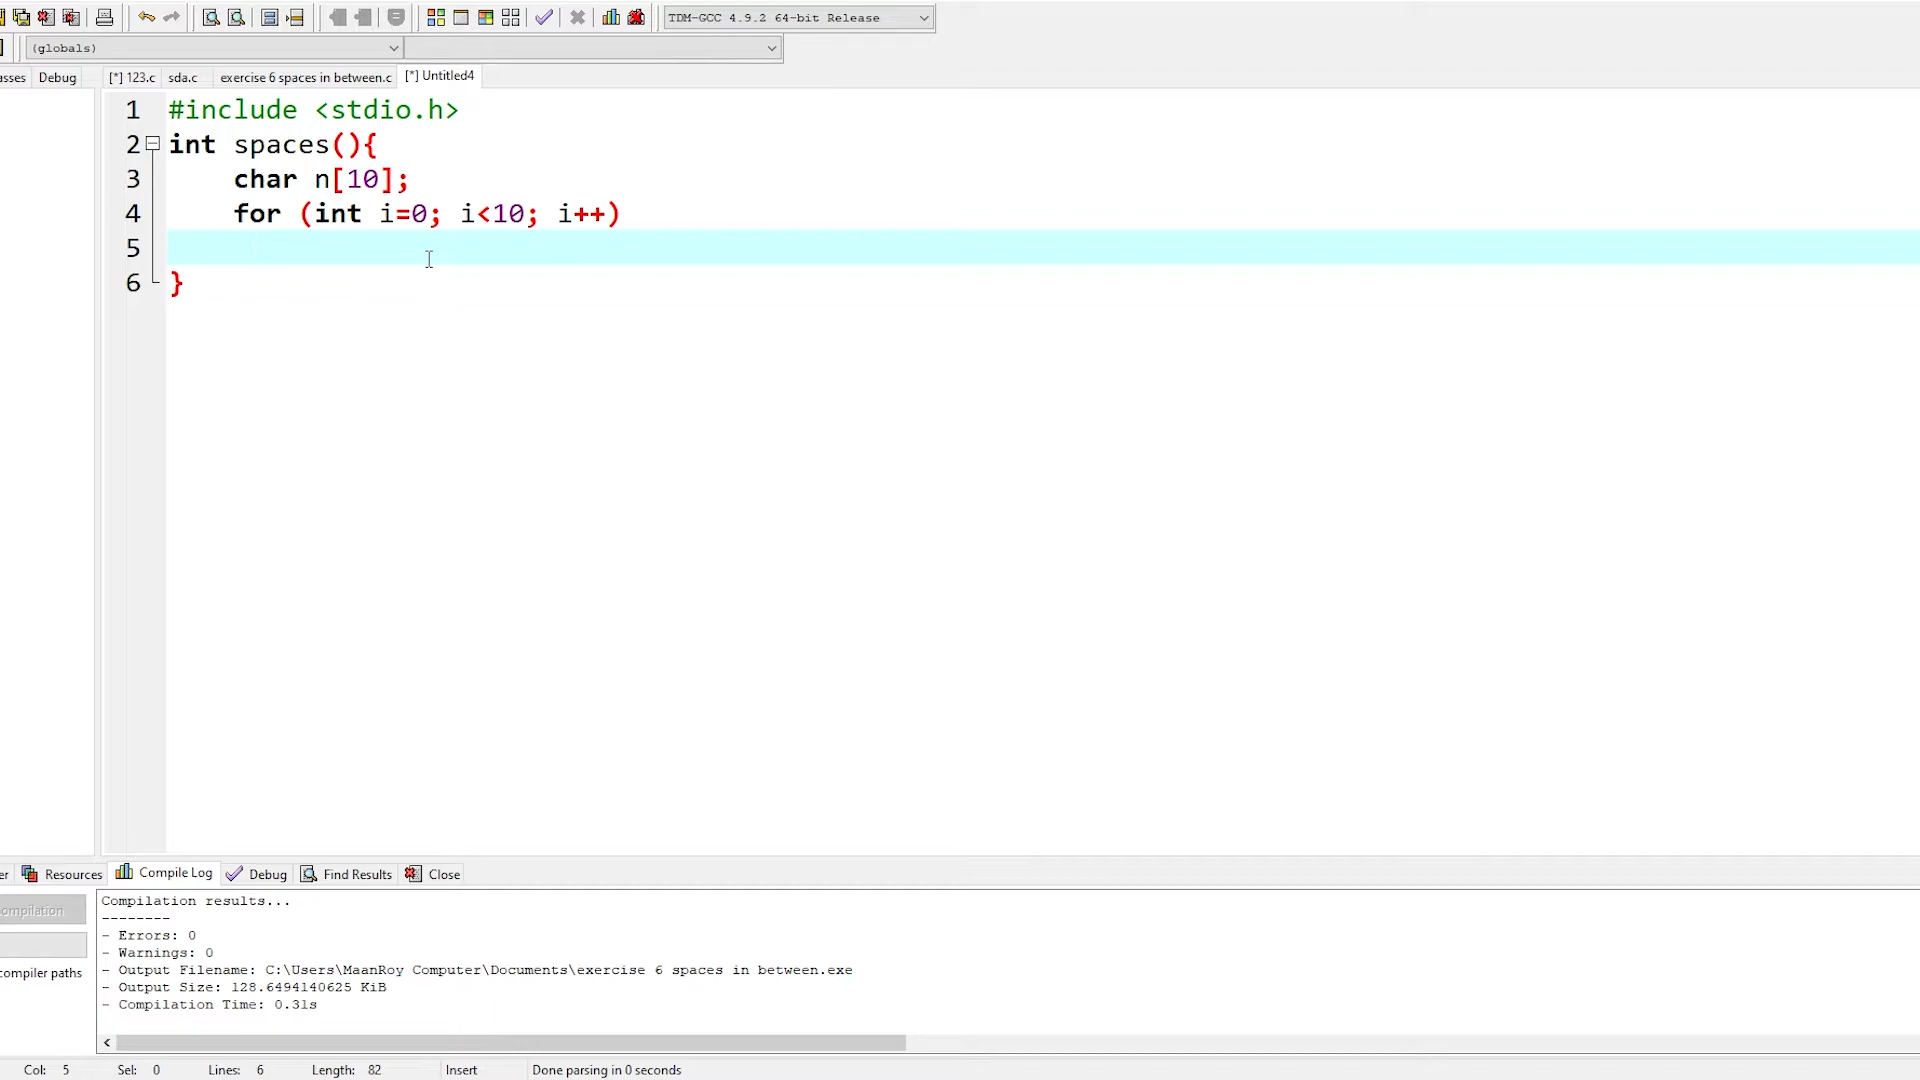 TDM-GCC 4.9.2 64-bit Release
(globals)
asses Debug [*] 123.c sda.c exercise 6 spaces in between.c [*] Untitled4
1 #include <stdio.h>
2 int spaces(){
3 char n[10];
4 for (int i=0; i<10; i++)
5
6 }
er Resources Compile Log Debug Find Results Close
ompilation
compiler paths
Compilation results...
--------
- Errors: 0
- Warnings: 0
- Output Filename: C:\Users\MaanRoy Computer\Documents\exercise 6 spaces in between.exe
- Output Size: 128.6494140625 KiB
- Compilation Time: 0.31s
Col: 5 Sel: 0 Lines: 6 Length: 82 Insert Done parsing in 0 seconds